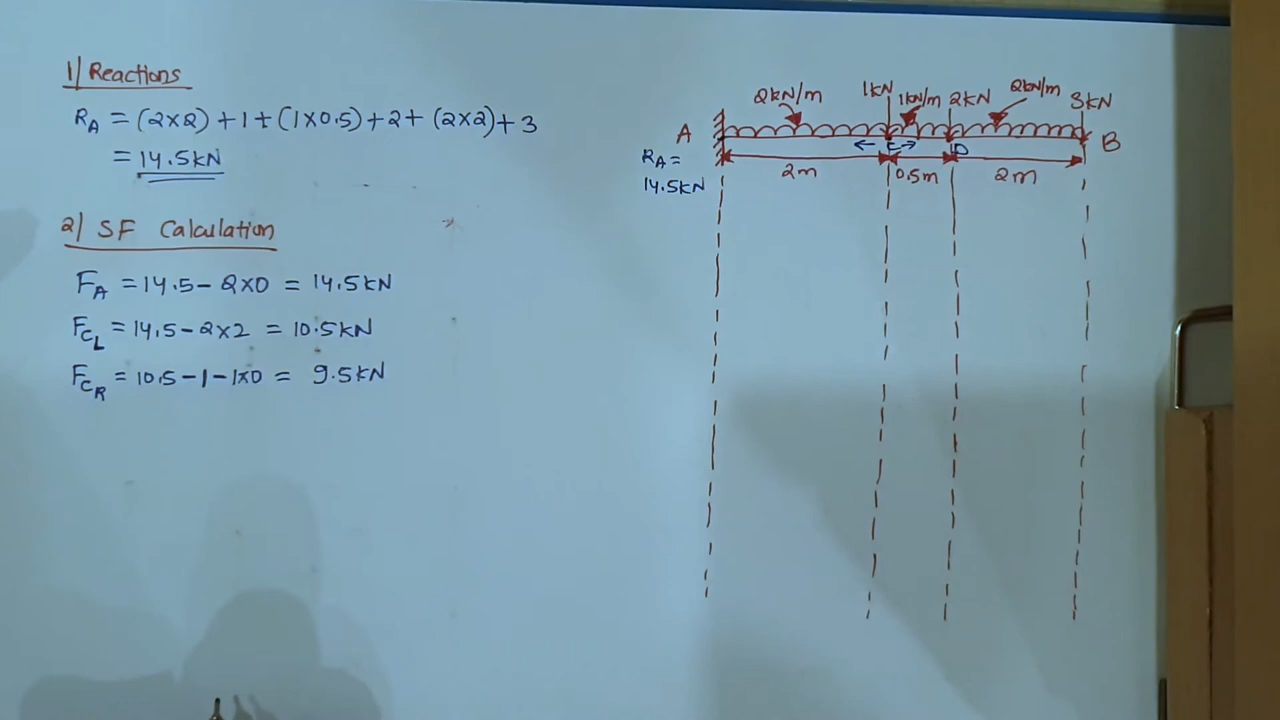 1) Reactions
RA = (2×2) + 1 + (1×0.5) + 2 + (2×2) + 3
= 14.5kN
2) SF Calculation
FA = 14.5 - 2×0 = 14.5kN
FCL = 14.5 - 2×2 = 10.5kN
FCR = 10.5 - 1 - 1×0 = 9.5kN
2kN/m 1kN 1kN/m 2kN 2kN/m 3kN
A C D B
RA =
14.5kN
2m 0.5m 2m